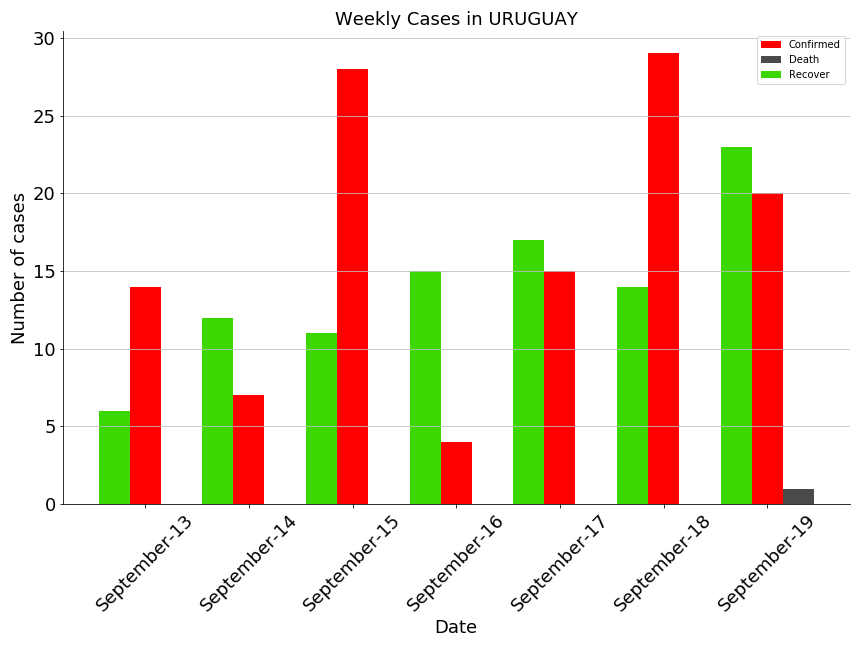 Weekly Cases in URUGUAY
Confirmed
Death
Recover
Number of cases
30
25
20
15
10
5
0
September-13
September-14
September-15
September-16
September-17
September-18
September-19
Date